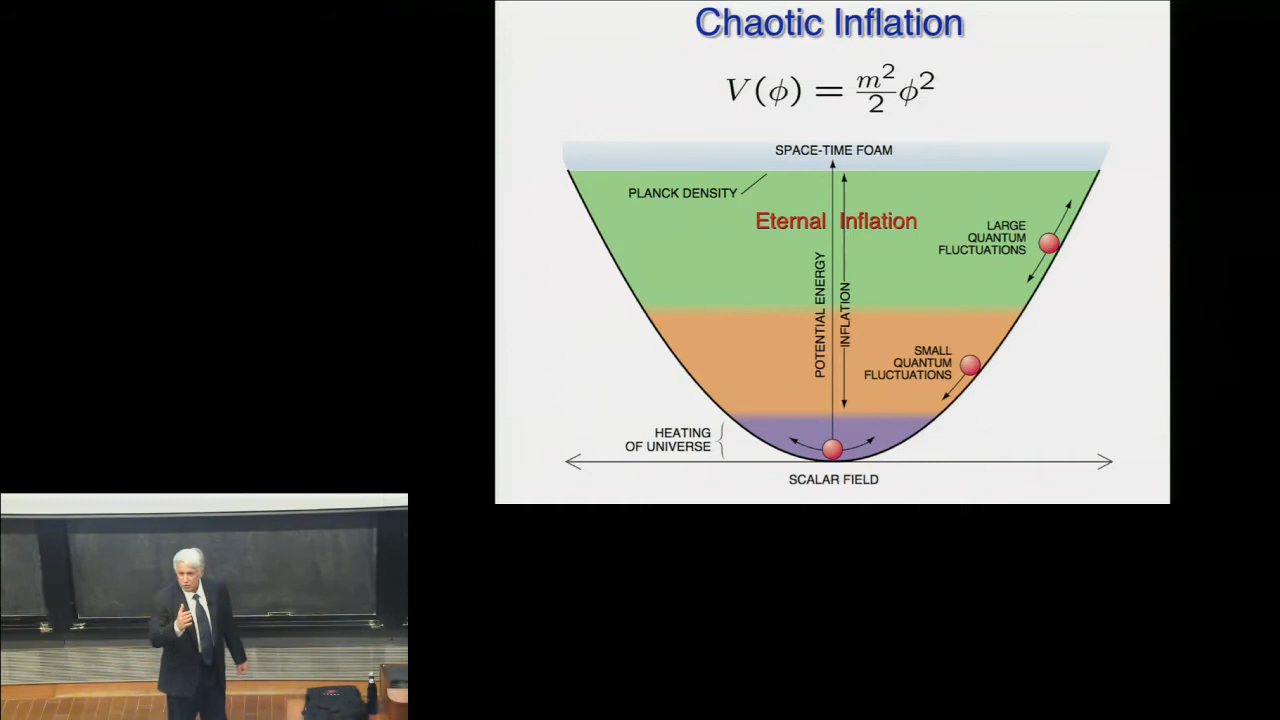 Chaotic Inflation
V(ϕ) = m²/2 ϕ²
SPACE-TIME FOAM
PLANCK DENSITY
Eternal Inflation
LARGE
QUANTUM
FLUCTUATIONS
POTENTIAL ENERGY
INFLATION
SMALL
QUANTUM
FLUCTUATIONS
HEATING
OF UNIVERSE
SCALAR FIELD